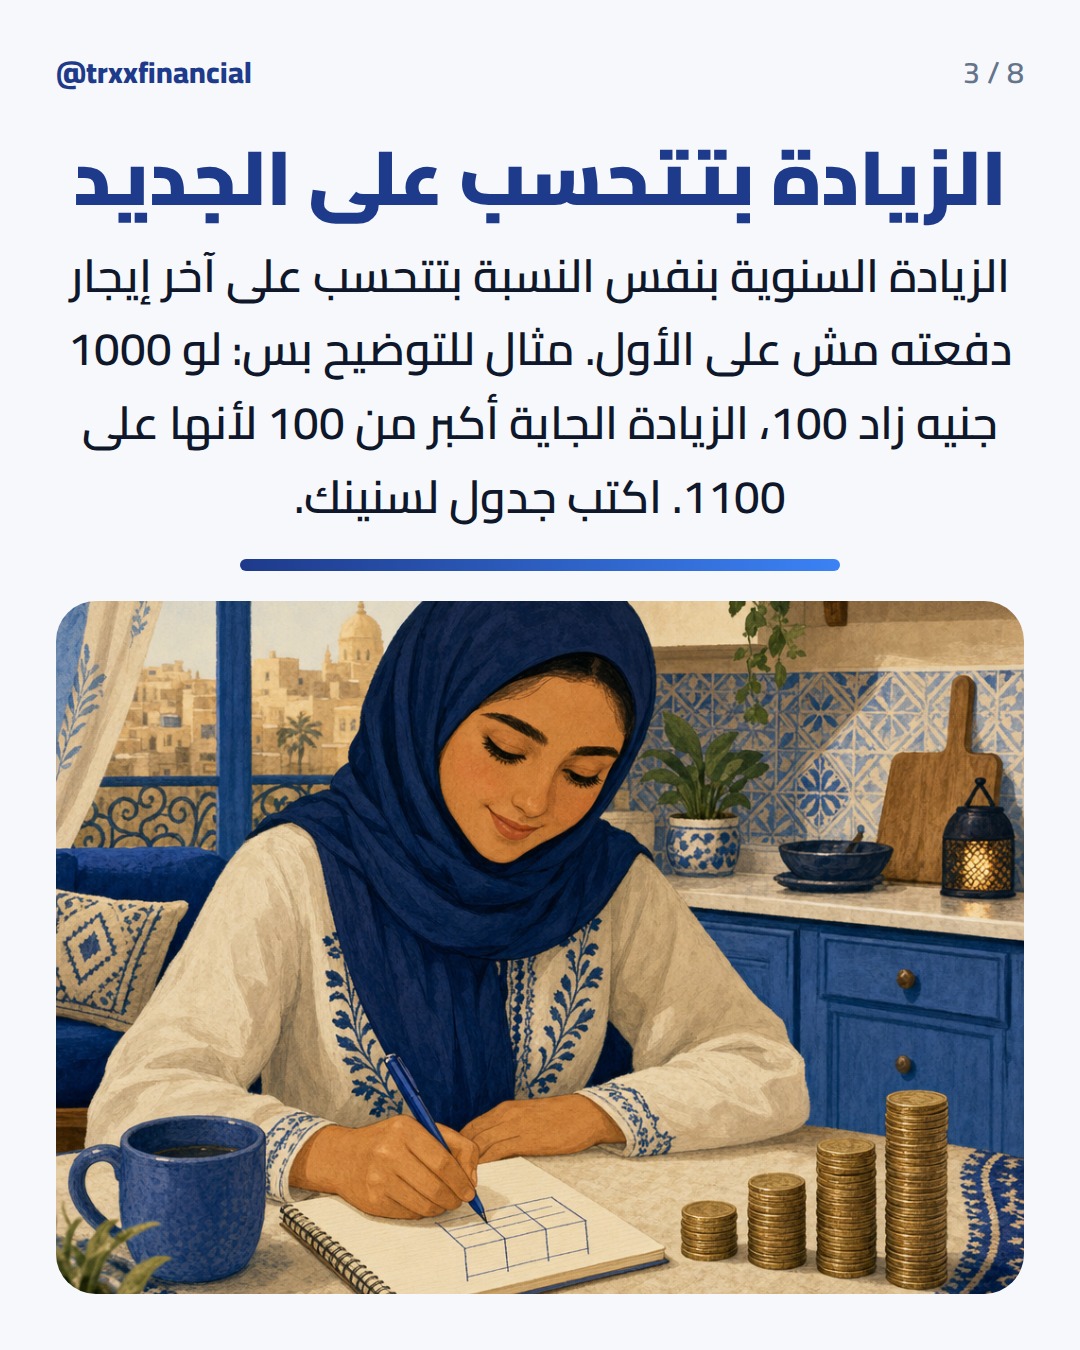 @trxxfinancial
3 / 8
الزيادة بتتحسب على الجديد
الزيادة السنوية بنفس النسبة بتتحسب على آخر إيجار
دفعته مش على الأول. مثال للتوضيح بس: لو 1000
جنيه زاد 100، الزيادة الجاية أكبر من 100 لأنها على
1100. اكتب جدول لسنينك.